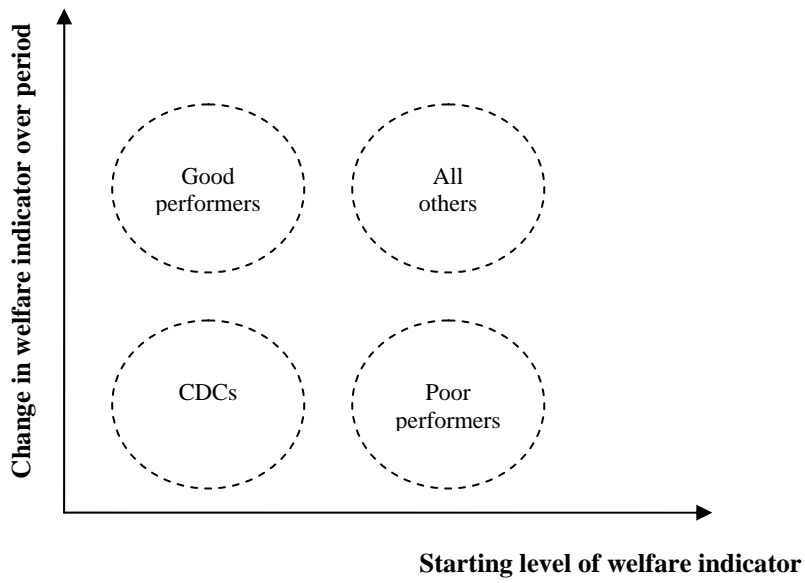 Change in welfare indicator over period
Good
performers
All
others
CDCs
Poor
performers
Starting level of welfare indicator